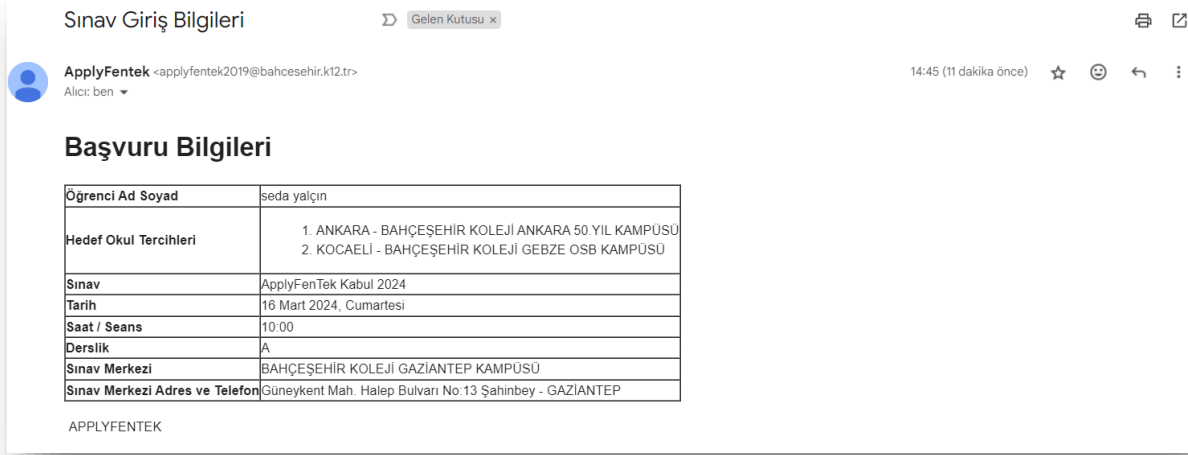 Sınav Giriş Bilgileri
Gelen Kutusu ×
ApplyFentek <applyfentek2019@bahcesehir.k12.tr>
14:45 (11 dakika önce)
Alıcı: ben
Başvuru Bilgileri
Öğrenci Ad Soyad seda yalçın
Hedef Okul Tercihleri
1. ANKARA - BAHÇEŞEHİR KOLEJİ ANKARA 50.YIL KAMPÜSÜ
2. KOCAELİ - BAHÇEŞEHİR KOLEJİ GEBZE OSB KAMPÜSÜ
Sınav ApplyFenTek Kabul 2024
Tarih 16 Mart 2024, Cumartesi
Saat / Seans 10:00
Derslik A
Sınav Merkezi BAHÇEŞEHİR KOLEJİ GAZİANTEP KAMPÜSÜ
Sınav Merkezi Adres ve Telefon Güneykent Mah. Halep Bulvarı No:13 Şahinbey - GAZİANTEP
APPLYFENTEK